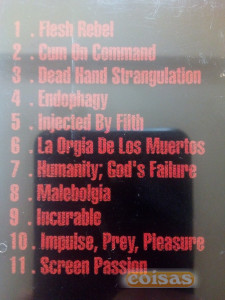 1 . Flesh Rebel
2 . Cum On Command
3 . Dead Hand Strangulation
4 . Endophagy
5 . Injected By Filth
6 . La Orgia De Los Muertos
7 . Humanity; God's Failure
8 . Malebolgia
9 . Incurable
10 . Impulse, Prey, Pleasure
11 . Screen Passion
coisas